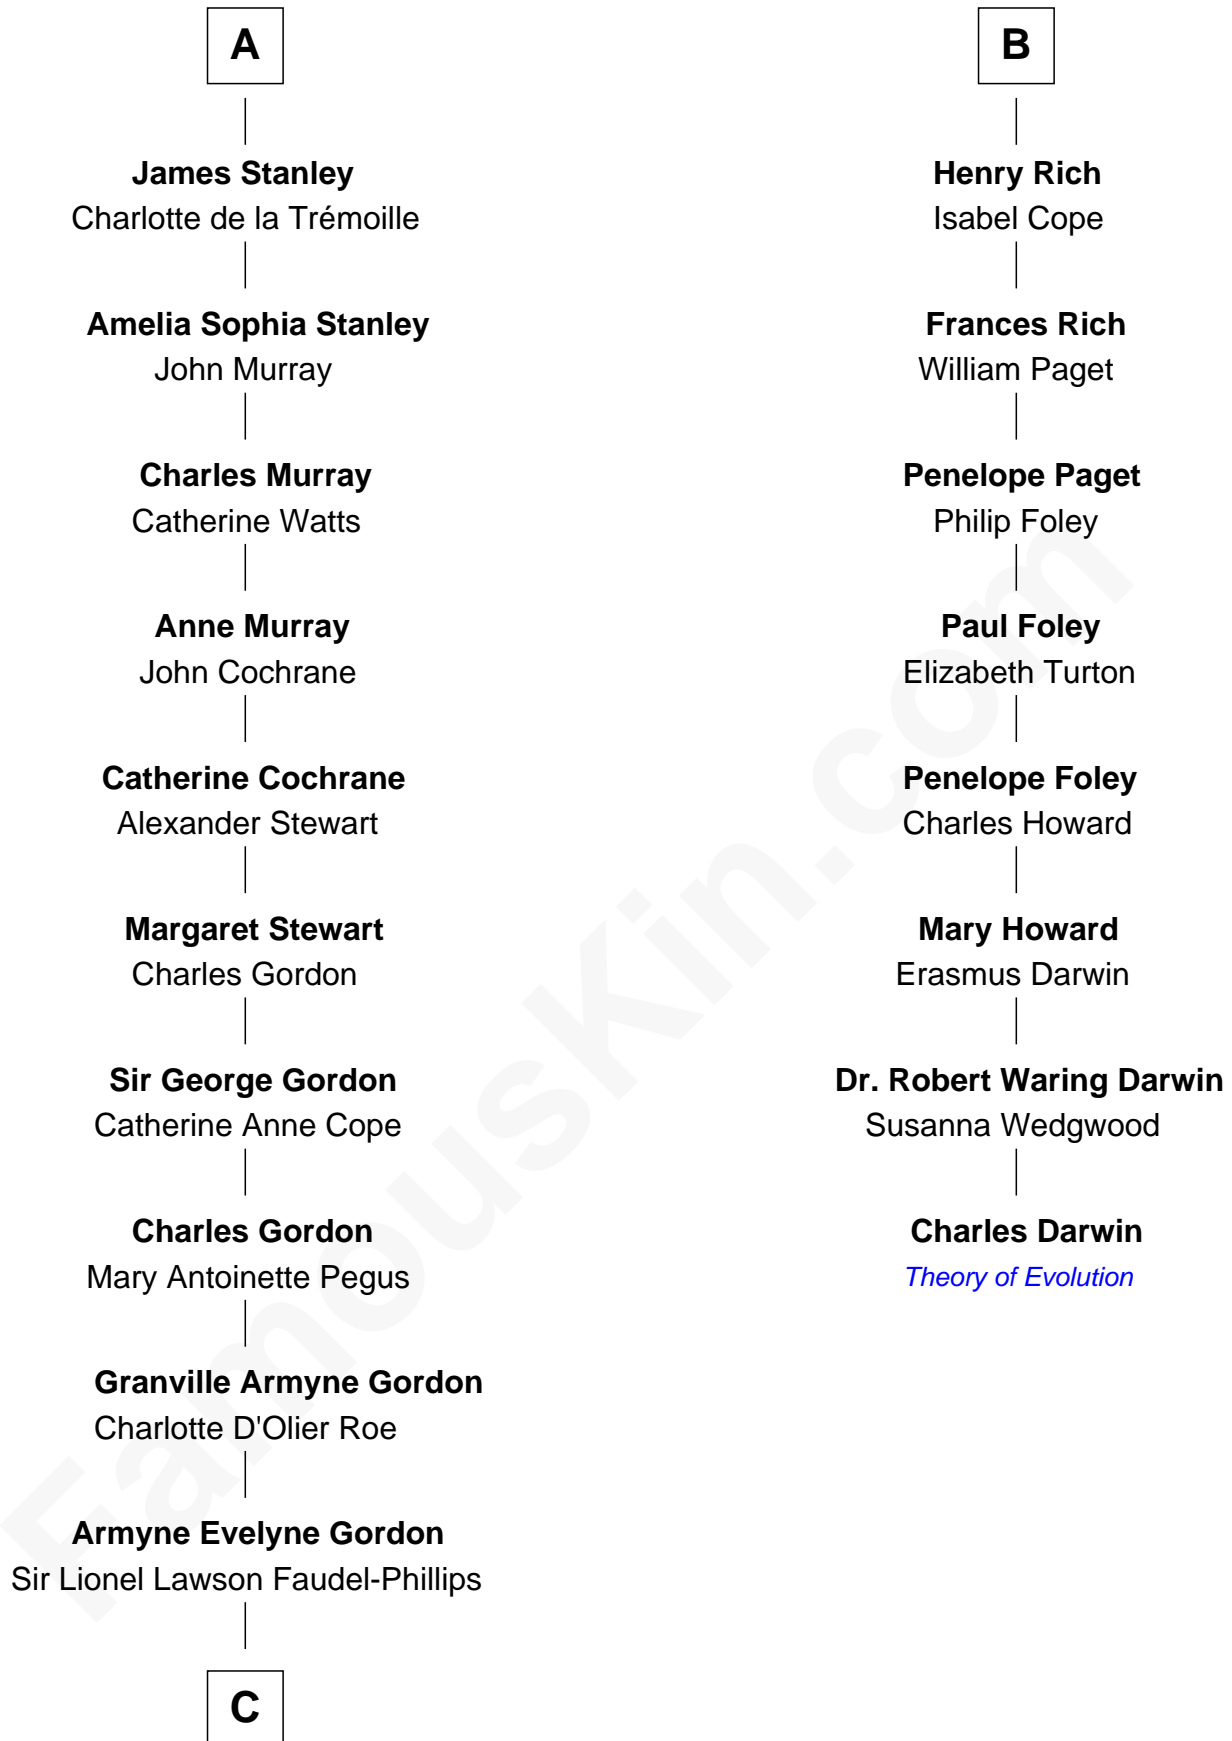 A
James Stanley
Charlotte de la Trémoille
Amelia Sophia Stanley
John Murray
Charles Murray
Catherine Watts
Anne Murray
John Cochrane
Catherine Cochrane
Alexander Stewart
Margaret Stewart
Charles Gordon
Sir George Gordon
Catherine Anne Cope
Charles Gordon
Mary Antoinette Pegus
Granville Armyne Gordon
Charlotte D'Olier Roe
Armyne Evelyne Gordon
Sir Lionel Lawson Faudel-Phillips
C
B
Henry Rich
Isabel Cope
Frances Rich
William Paget
Penelope Paget
Philip Foley
Paul Foley
Elizabeth Turton
Penelope Foley
Charles Howard
Mary Howard
Erasmus Darwin
Dr. Robert Waring Darwin
Susanna Wedgwood
Charles Darwin
Theory of Evolution
FamousKin.com